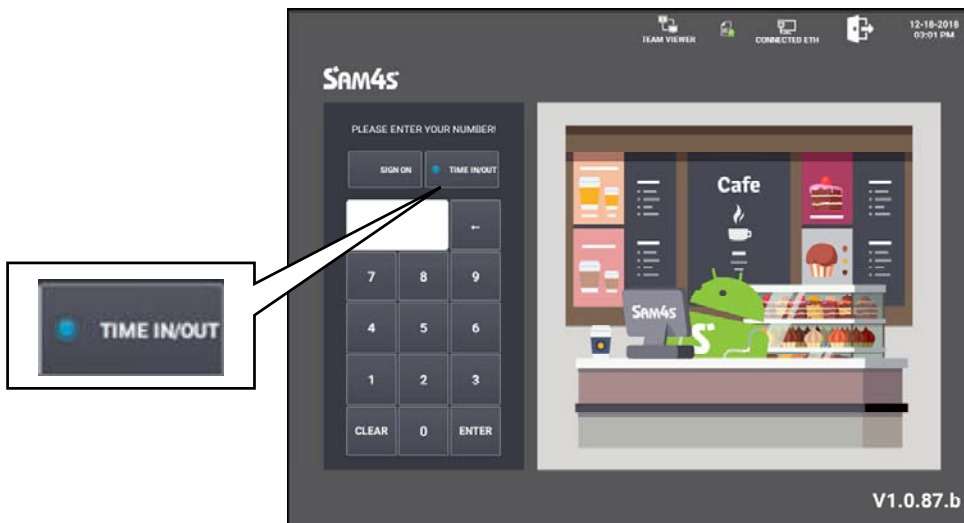 TEAM VIEWER
CONNECTED ETH
12-16-2016
03:01 PM
SAM4S
PLEASE ENTER YOUR NUMBER!
SIGN ON
TIME IN/OUT
←
7 8 9
4 5 6
1 2 3
CLEAR 0 ENTER
TIME IN/OUT
Cafe
SAM4S
S
V1.0.87.b